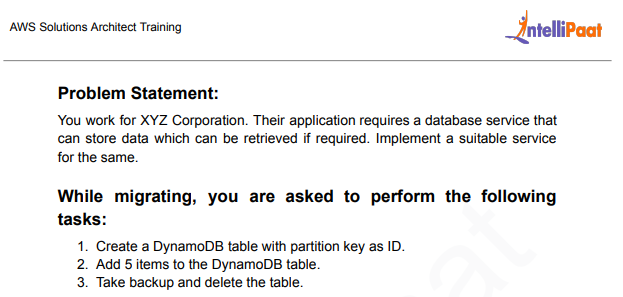 AWS Solutions Architect Training
IntelliPaat
Problem Statement:
You work for XYZ Corporation. Their application requires a database service that
can store data which can be retrieved if required. Implement a suitable service
for the same.
While migrating, you are asked to perform the following
tasks:
1. Create a DynamoDB table with partition key as ID.
2. Add 5 items to the DynamoDB table.
3. Take backup and delete the table.